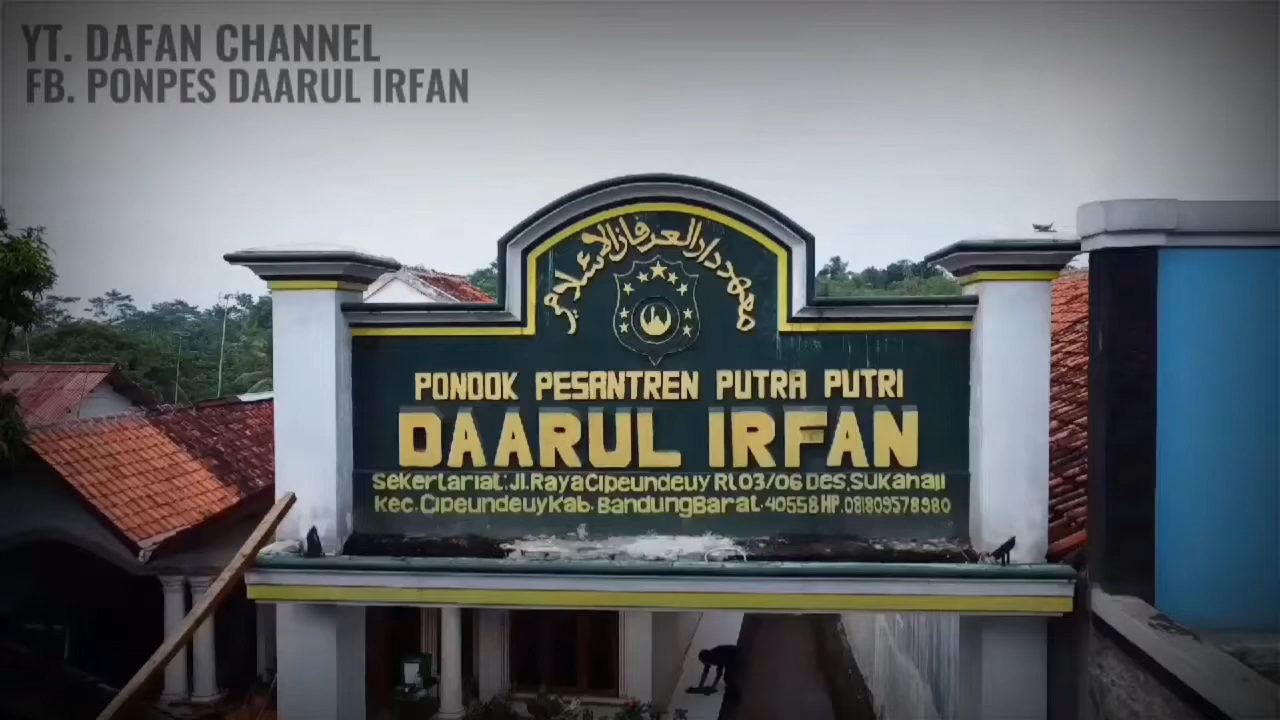 YT. DAFAN CHANNEL
FB. PONPES DAARUL IRFAN
معهد دار العرفان الإسلامي
PONDOK PESANTREN PUTRA PUTRI
DAARUL IRFAN
Sekertariat: Jl.Raya Cipeundeuy Rt.03/06 Des.Sukahaji
Kec.Cipeundeuy Kab.Bandung Barat.40558 HP.081809578980